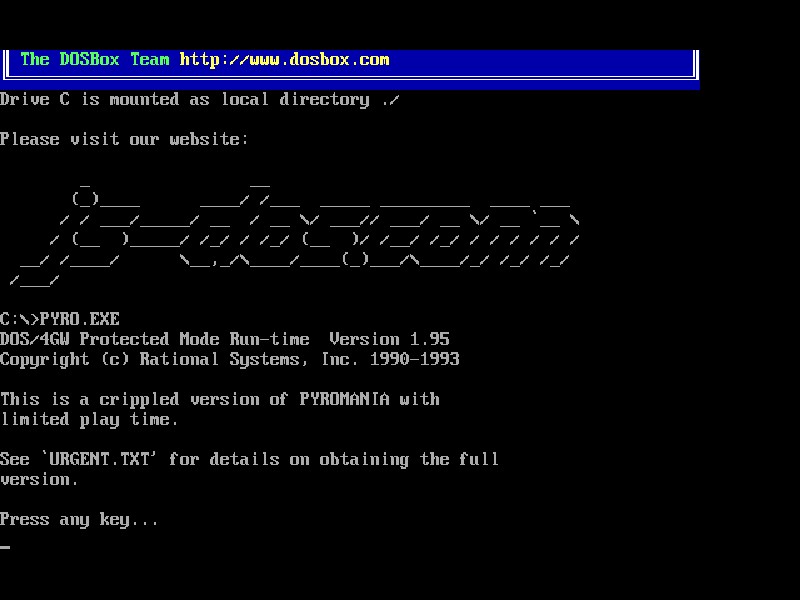 The DOSBox Team http://www.dosbox.com
Drive C is mounted as local directory ./
Please visit our website:
js-dos.com
C:\>PYRO.EXE
DOS/4GW Protected Mode Run-time  Version 1.95
Copyright (c) Rational Systems, Inc. 1990-1993
This is a crippled version of PYROMANIA with
limited play time.
See `URGENT.TXT' for details on obtaining the full
version.
Press any key...